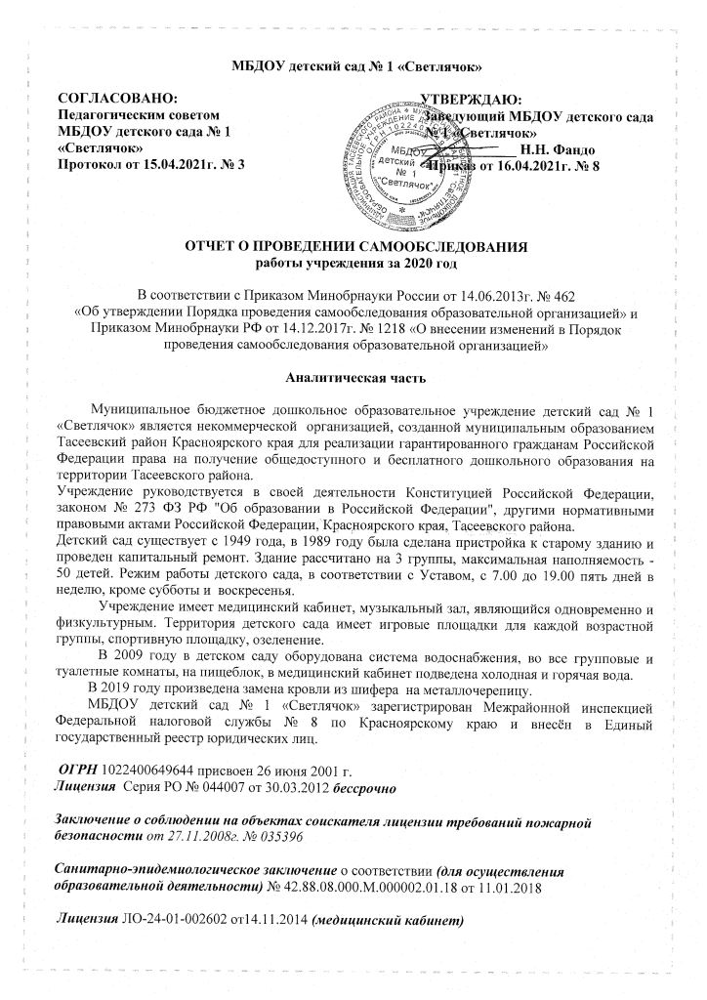 МБДОУ детский сад № 1 «Светлячок»
СОГЛАСОВАНО:
Педагогическим советом
МБДОУ детского сада № 1
«Светлячок»
Протокол от 15.04.2021г. № 3
УТВЕРЖДАЮ:
Заведующий МБДОУ детского сада
№ 1 «Светлячок»
Н.Н. Фандо
Приказ от 16.04.2021г. № 8
МБДОУ
детский
№ 1
"Светлячок"
ОТЧЕТ О ПРОВЕДЕНИИ САМООБСЛЕДОВАНИЯ
работы учреждения за 2020 год
В соответствии с Приказом Минобрнауки России от 14.06.2013г. № 462
«Об утверждении Порядка проведения самообследования образовательной организацией» и
Приказом Минобрнауки РФ от 14.12.2017г. № 1218 «О внесении изменений в Порядок
проведения самообследования образовательной организацией»
Аналитическая часть
Муниципальное бюджетное дошкольное образовательное учреждение детский сад № 1
«Светлячок» является некоммерческой организацией, созданной муниципальным образованием
Тасеевский район Красноярского края для реализации гарантированного гражданам Российской
Федерации права на получение общедоступного и бесплатного дошкольного образования на
территории Тасеевского района.
Учреждение руководствуется в своей деятельности Конституцией Российской Федерации,
законом № 273 ФЗ РФ "Об образовании в Российской Федерации", другими нормативными
правовыми актами Российской Федерации, Красноярского края, Тасеевского района.
Детский сад существует с 1949 года, в 1989 году была сделана пристройка к старому зданию и
проведен капитальный ремонт. Здание рассчитано на 3 группы, максимальная наполняемость -
50 детей. Режим работы детского сада, в соответствии с Уставом, с 7.00 до 19.00 пять дней в
неделю, кроме субботы и воскресенья.
Учреждение имеет медицинский кабинет, музыкальный зал, являющийся одновременно и
физкультурным. Территория детского сада имеет игровые площадки для каждой возрастной
группы, спортивную площадку, озеленение.
В 2009 году в детском саду оборудована система водоснабжения, во все групповые и
туалетные комнаты, на пищеблок, в медицинский кабинет подведена холодная и горячая вода.
В 2019 году произведена замена кровли из шифера на металлочерепицу.
МБДОУ детский сад № 1 «Светлячок» зарегистрирован Межрайонной инспекцией
Федеральной налоговой службы № 8 по Красноярскому краю и внесён в Единый
государственный реестр юридических лиц.
ОГРН 1022400649644 присвоен 26 июня 2001 г.
Лицензия Серия РО № 044007 от 30.03.2012 бессрочно
Заключение о соблюдении на объектах соискателя лицензии требований пожарной
безопасности от 27.11.2008г. № 035396
Санитарно-эпидемиологическое заключение о соответствии (для осуществления
образовательной деятельности) № 42.88.08.000.М.000002.01.18 от 11.01.2018
Лицензия ЛО-24-01-002602 от14.11.2014 (медицинский кабинет)